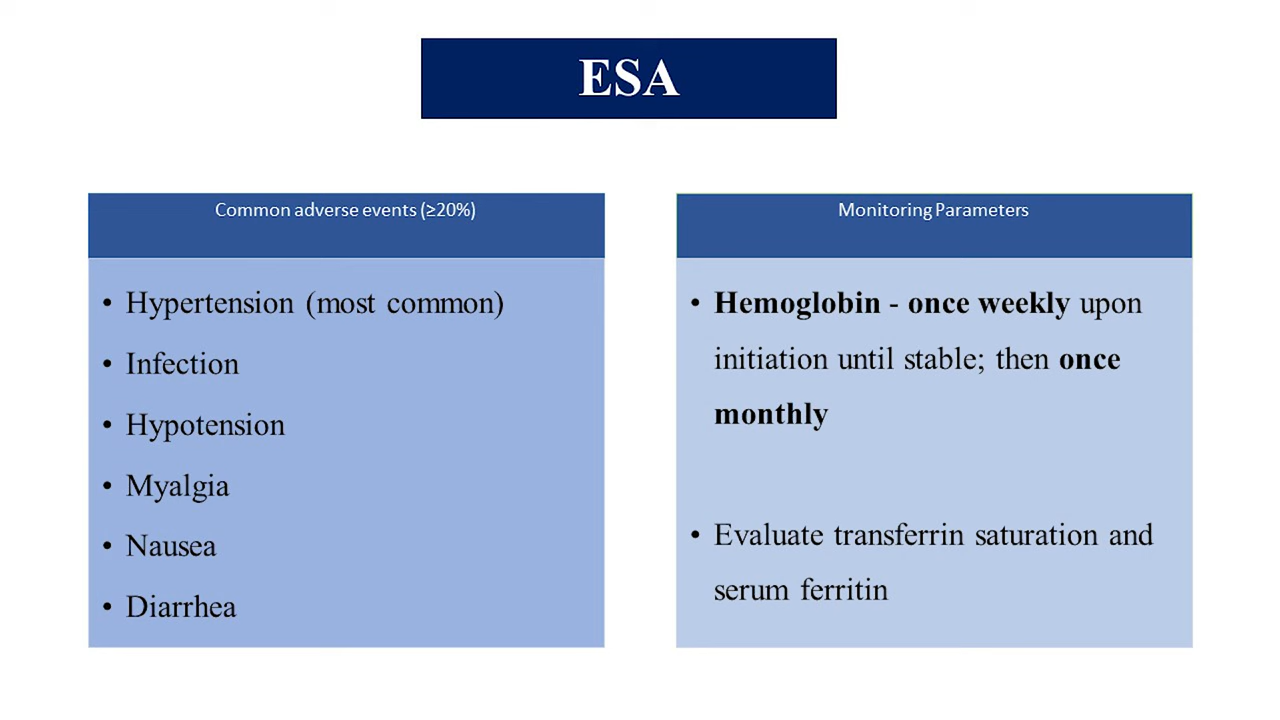 ESA
Common adverse events (≥20%)
• Hypertension (most common)
• Infection
• Hypotension
• Myalgia
• Nausea
• Diarrhea
Monitoring Parameters
• Hemoglobin - once weekly upon
initiation until stable; then once
monthly
• Evaluate transferrin saturation and
serum ferritin